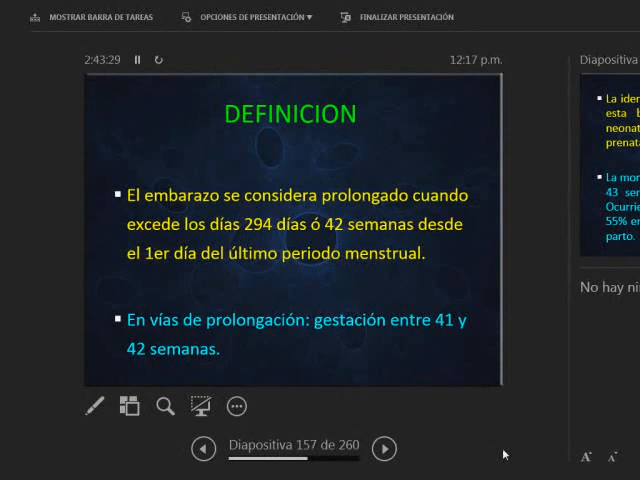 MOSTRAR BARRA DE TAREAS
OPCIONES DE PRESENTACIÓN ▼
FINALIZAR PRESENTACIÓN
2:43:29
12:17 p.m.
DEFINICION
El embarazo se considera prolongado cuando
excede los días 294 días ó 42 semanas desde
el 1er día del último periodo menstrual.
En vías de prolongación: gestación entre 41 y
42 semanas.
Diapositiva 157 de 260
Diapositiva
La iden
esta b
neonat
prenata
La mor
43 sem
Ocurrie
55% en
parto.
No hay nin
A A